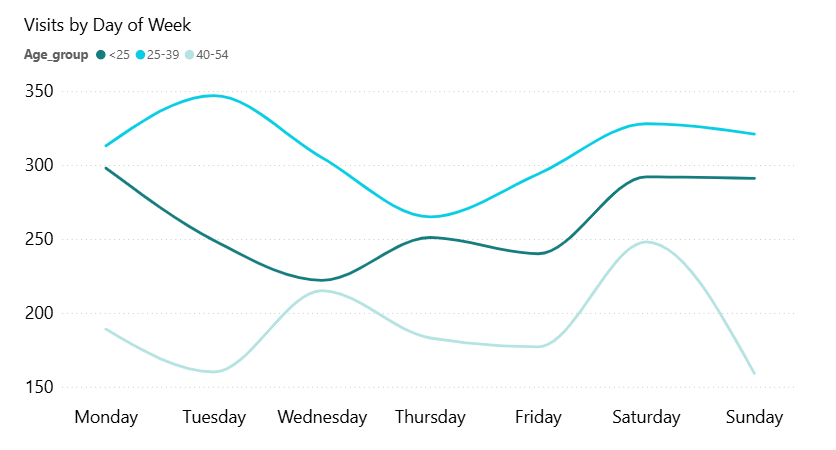 Visits by Day of Week
Age_group <25 25-39 40-54
350
300
250
200
150
Monday Tuesday Wednesday Thursday Friday Saturday Sunday